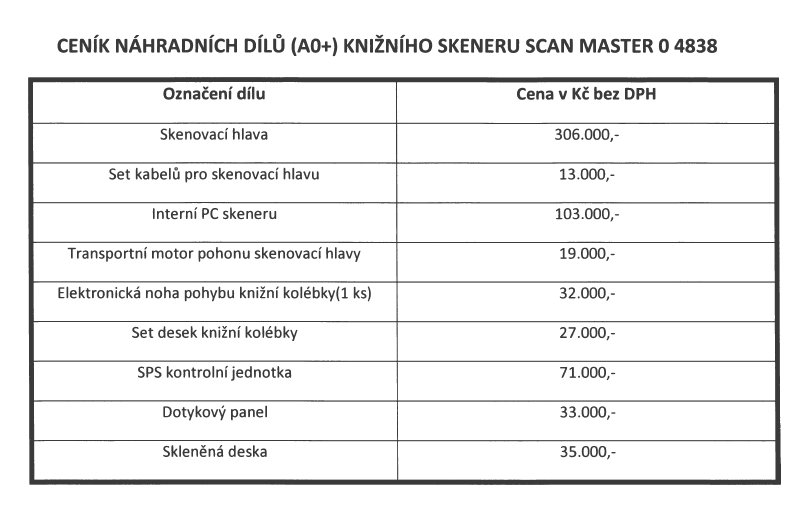 CENÍK NÁHRADNÍCH DÍLŮ (A0+) KNIŽNÍHO SKENERU SCAN MASTER 0 4838
Označení dílu Cena v Kč bez DPH
Skenovací hlava 306.000,-
Set kabelů pro skenovací hlavu 13.000,-
Interní PC skeneru 103.000,-
Transportní motor pohonu skenovací hlavy 19.000,-
Elektronická noha pohybu knižní kolébky(1 ks) 32.000,-
Set desek knižní kolébky 27.000,-
SPS kontrolní jednotka 71.000,-
Dotykový panel 33.000,-
Skleněná deska 35.000,-